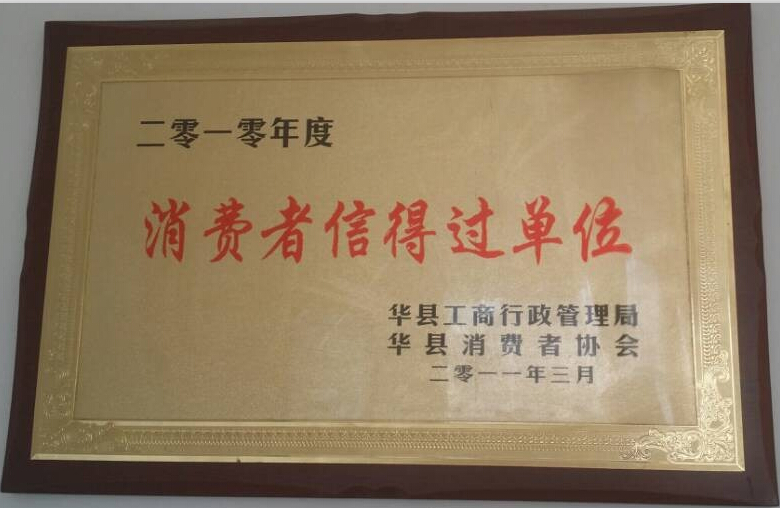 二零一零年度
消费者信得过单位
华县工商行政管理局
华县消费者协会
二零一一年三月